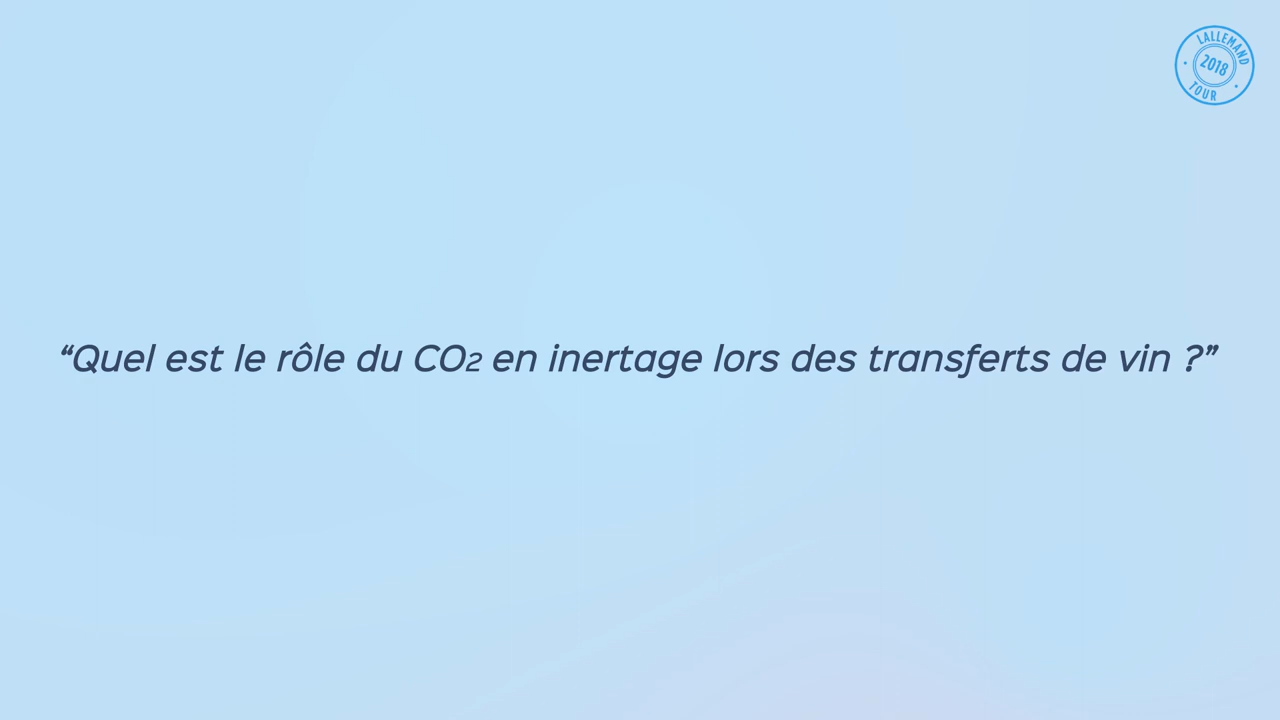 LALLEMAND
2018
TOUR
“Quel est le rôle du CO2 en inertage lors des transferts de vin ?”